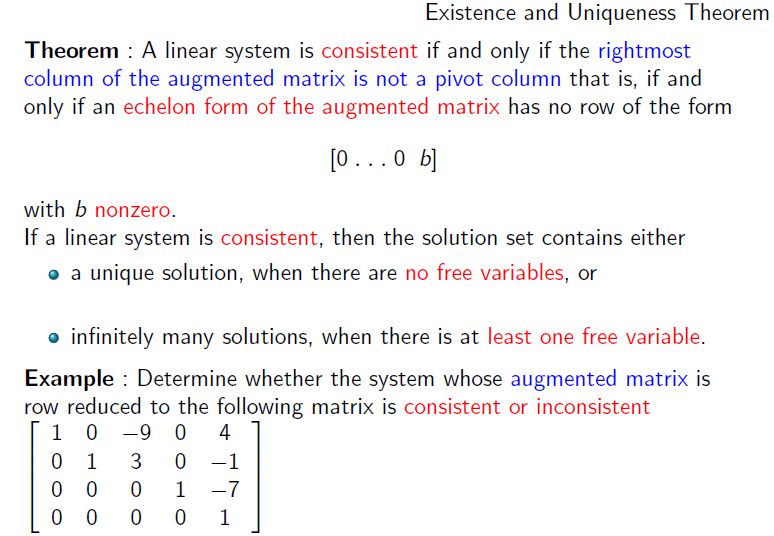 Existence and Uniqueness Theorem
Theorem : A linear system is consistent if and only if the rightmost
column of the augmented matrix is not a pivot column that is, if and
only if an echelon form of the augmented matrix has no row of the form
[0 . . . 0 b]
with b nonzero.
If a linear system is consistent, then the solution set contains either
a unique solution, when there are no free variables, or
infinitely many solutions, when there is at least one free variable.
Example : Determine whether the system whose augmented matrix is
row reduced to the following matrix is consistent or inconsistent
1 0 −9 0 4
0 1 3 0 −1
0 0 0 1 −7
0 0 0 0 1